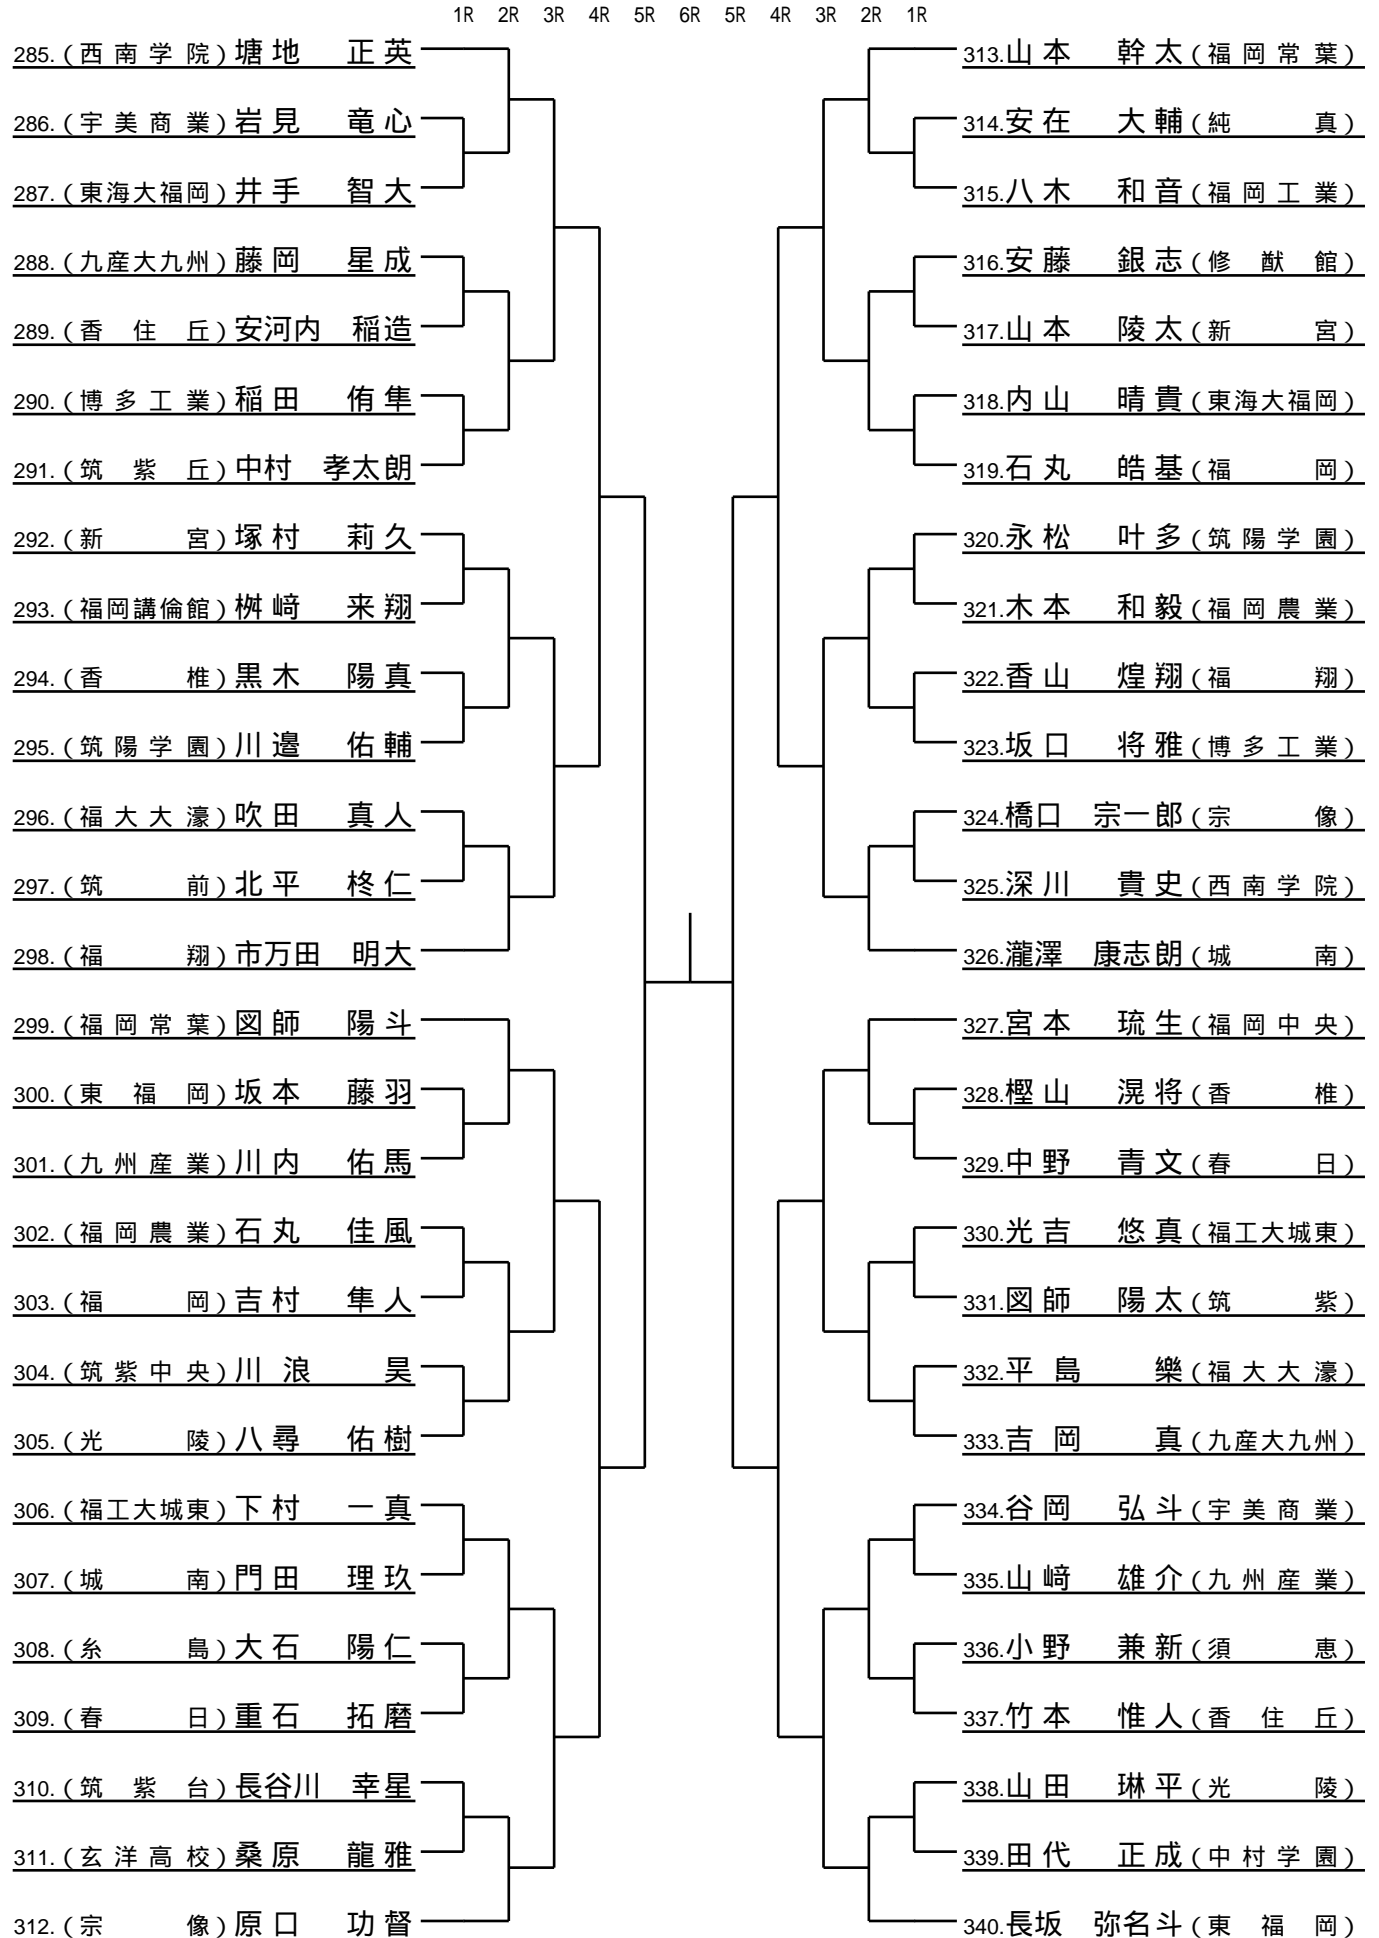 1R 2R 3R 4R 5R 6R 5R 4R 3R 2R 1R
285.(西南学院)塘地 正英
286.(宇美商業)岩見 竜心
287.(東海大福岡)井手 智大
288.(九産大九州)藤岡 星成
289.(香住丘)安河内 稲造
290.(博多工業)稲田 侑隼
291.(筑紫丘)中村 孝太朗
292.(新宮)塚村 莉久
293.(福岡講倫館)桝﨑 来翔
294.(香椎)黒木 陽真
295.(筑陽学園)川邉 佑輔
296.(福大大濠)吹田 真人
297.(筑前)北平 柊仁
298.(福翔)市万田 明大
299.(福岡常葉)図師 陽斗
300.(東福岡)坂本 藤羽
301.(九州産業)川内 佑馬
302.(福岡農業)石丸 佳風
303.(福岡)吉村 隼人
304.(筑紫中央)川浪 昊
305.(光陵)八尋 佑樹
306.(福工大城東)下村 一真
307.(城南)門田 理玖
308.(糸島)大石 陽仁
309.(春日)重石 拓磨
310.(筑紫台)長谷川 幸星
311.(玄洋高校)桑原 龍雅
312.(宗像)原口 功督
313.山本 幹太(福岡常葉)
314.安在 大輔(純真)
315.八木 和音(福岡工業)
316.安藤 銀志(修猷館)
317.山本 陵太(新宮)
318.内山 晴貴(東海大福岡)
319.石丸 皓基(福岡)
320.永松 叶多(筑陽学園)
321.木本 和毅(福岡農業)
322.香山 煌翔(福翔)
323.坂口 将雅(博多工業)
324.橋口 宗一郎(宗像)
325.深川 貴史(西南学院)
326.瀧澤 康志朗(城南)
327.宮本 琉生(福岡中央)
328.樫山 滉将(香椎)
329.中野 青文(春日)
330.光吉 悠真(福工大城東)
331.図師 陽太(筑紫)
332.平島 樂(福大大濠)
333.吉岡 真(九産大九州)
334.谷岡 弘斗(宇美商業)
335.山﨑 雄介(九州産業)
336.小野 兼新(須恵)
337.竹本 惟人(香住丘)
338.山田 琳平(光陵)
339.田代 正成(中村学園)
340.長坂 弥名斗(東福岡)